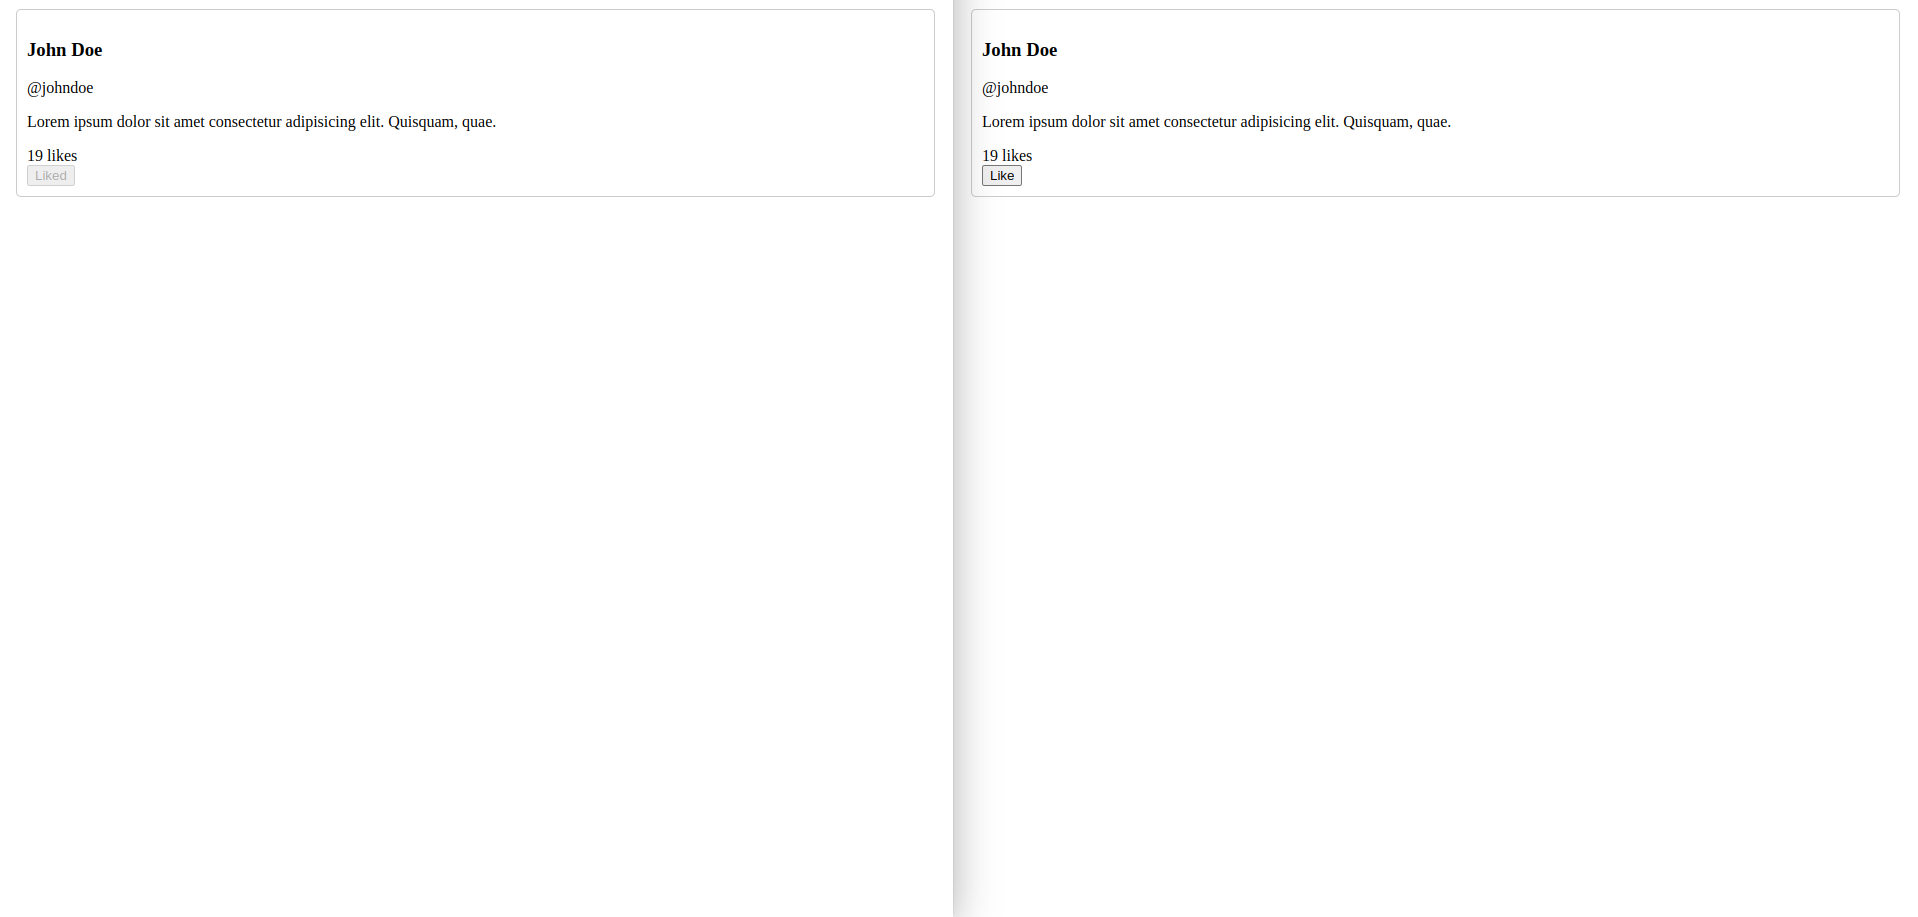 John Doe
@johndoe
Lorem ipsum dolor sit amet consectetur adipisicing elit. Quisquam, quae.
19 likes
Liked
John Doe
@johndoe
Lorem ipsum dolor sit amet consectetur adipisicing elit. Quisquam, quae.
19 likes
Like